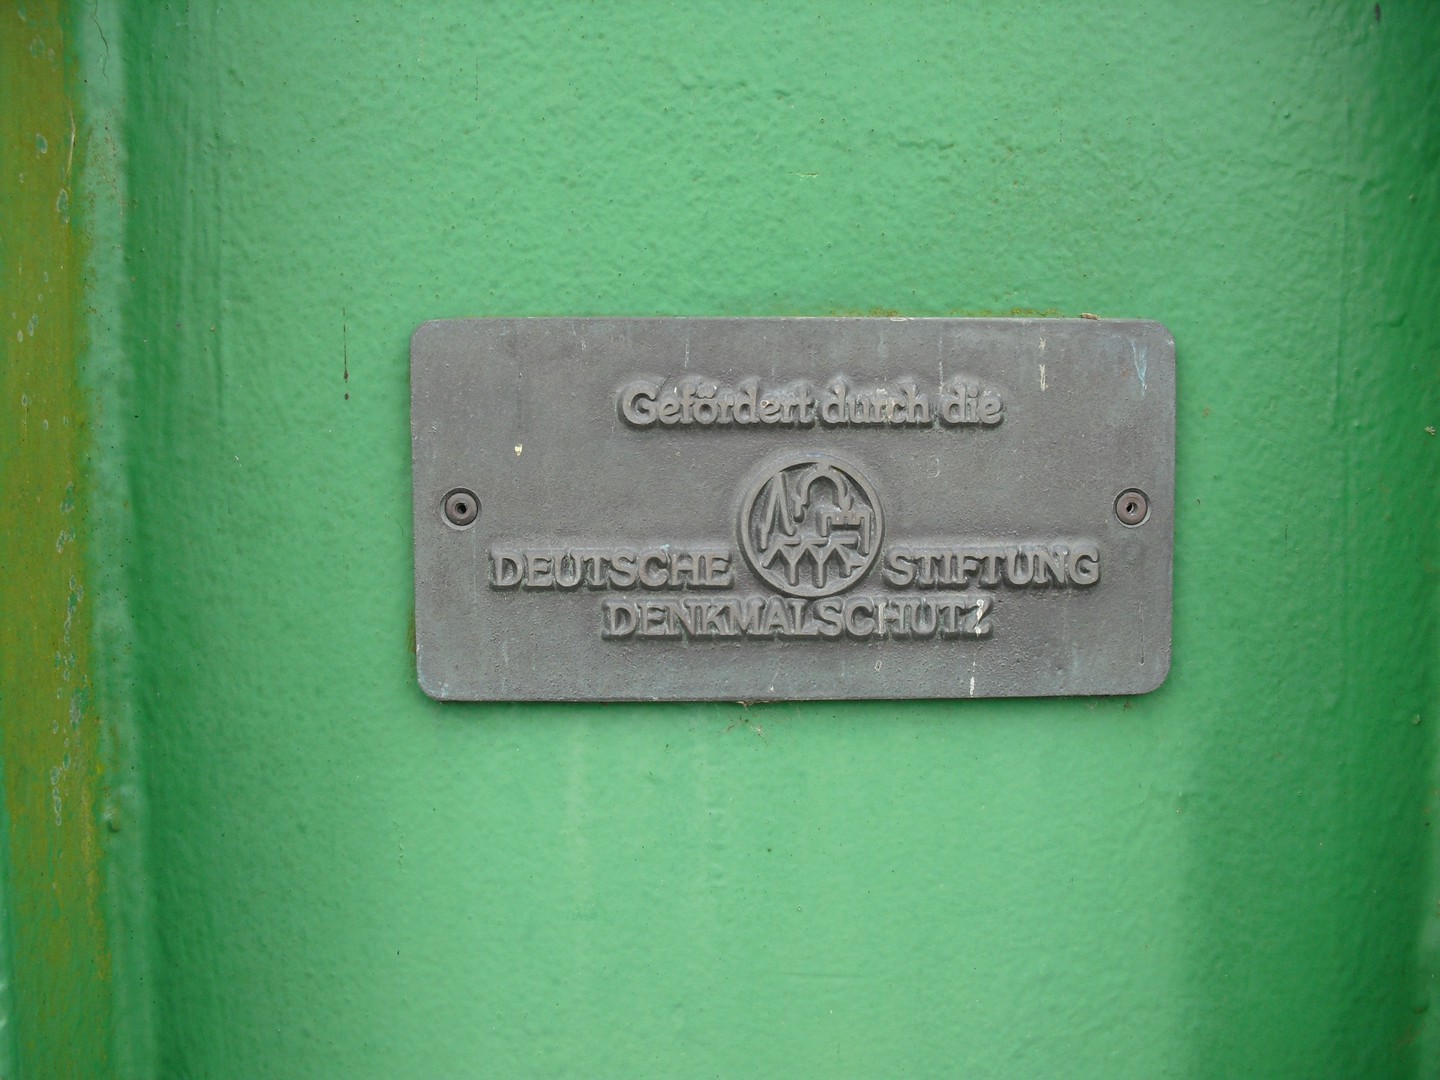 Gefördert durch die
DEUTSCHE STIFTUNG
DENKMALSCHUTZ